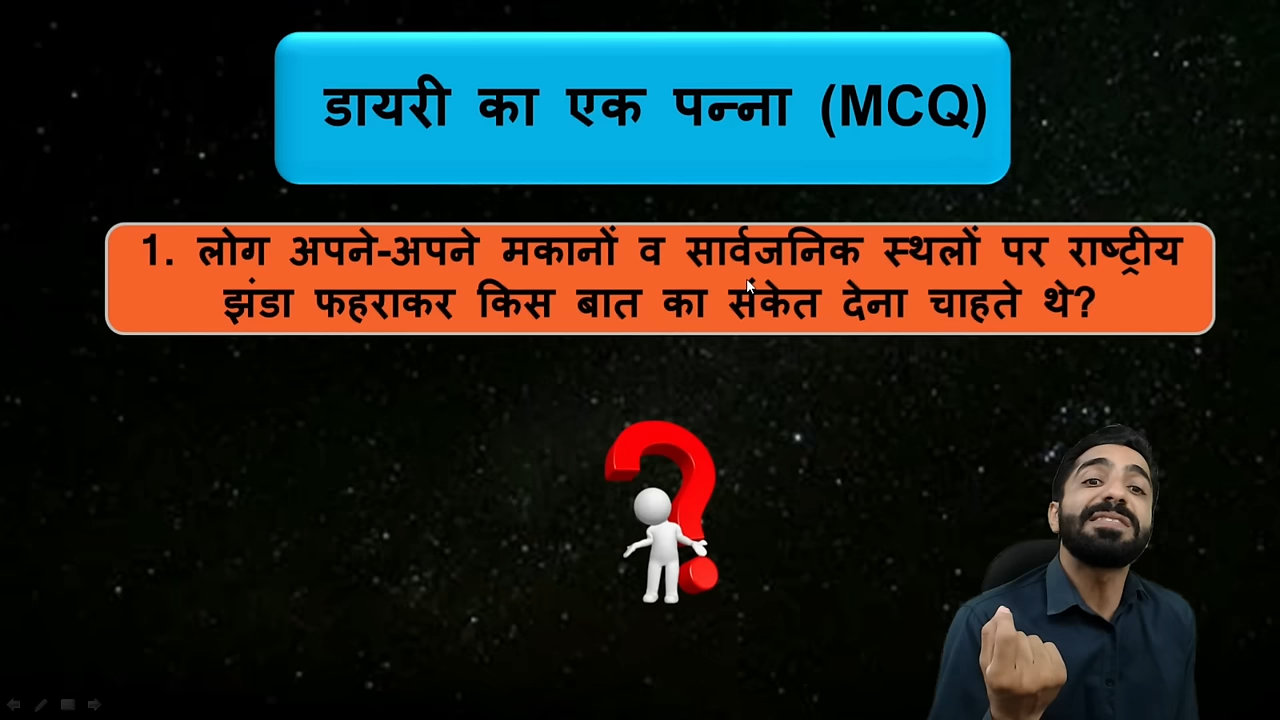 डायरी का एक पन्ना (MCQ)
1. लोग अपने-अपने मकानों व सार्वजनिक स्थलों पर राष्ट्रीय
झंडा फहराकर किस बात का संकेत देना चाहते थे?